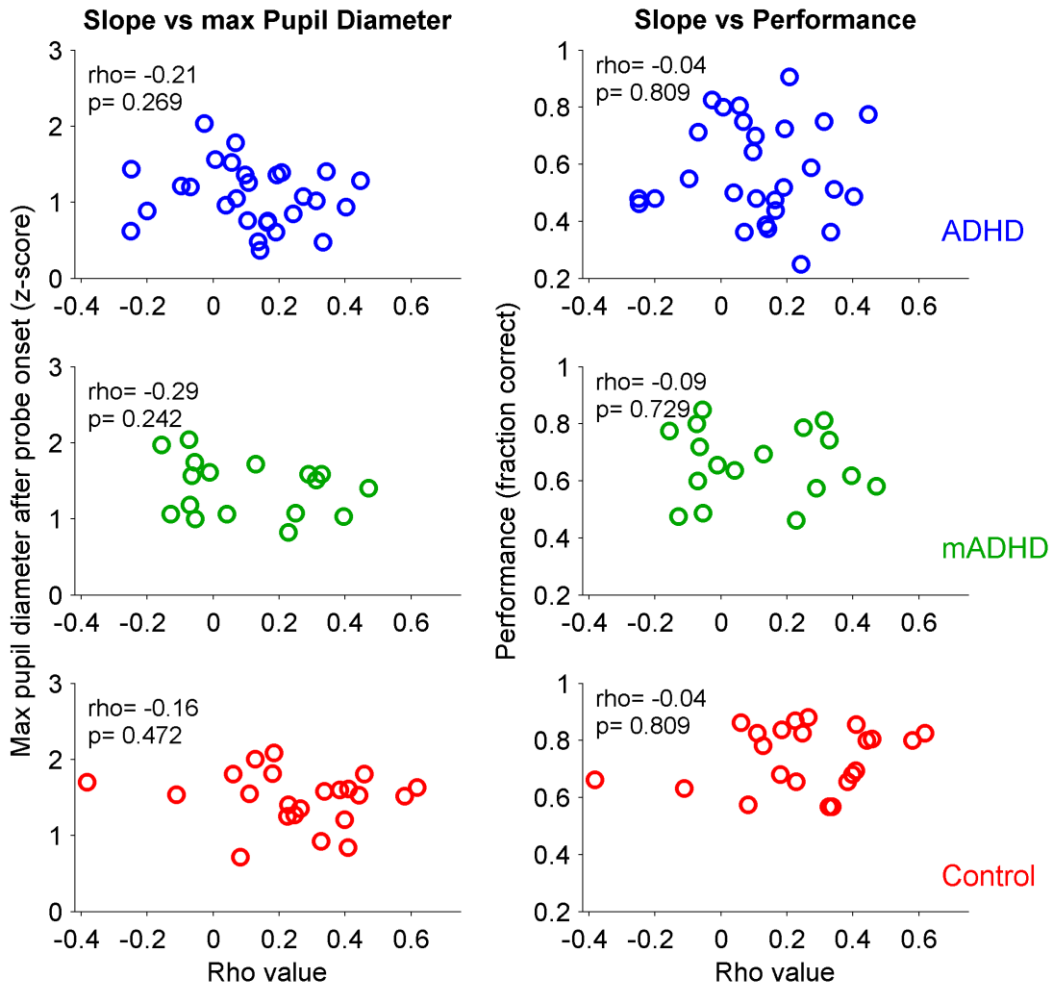 Slope vs max Pupil Diameter
Slope vs Performance
Max pupil diameter after probe onset (z-score)
Performance (fraction correct)
3
2
1
0
rho= -0.21
p= 0.269
-0.4 -0.2 0 0.2 0.4 0.6
1
0.8
0.6
0.4
0.2
rho= -0.04
p= 0.809
-0.4 -0.2 0 0.2 0.4 0.6
ADHD
3
2
1
0
rho= -0.29
p= 0.242
-0.4 -0.2 0 0.2 0.4 0.6
1
0.8
0.6
0.4
0.2
rho= -0.09
p= 0.729
-0.4 -0.2 0 0.2 0.4 0.6
mADHD
3
2
1
0
rho= -0.16
p= 0.472
-0.4 -0.2 0 0.2 0.4 0.6
Rho value
1
0.8
0.6
0.4
0.2
rho= -0.04
p= 0.809
-0.4 -0.2 0 0.2 0.4 0.6
Rho value
Control